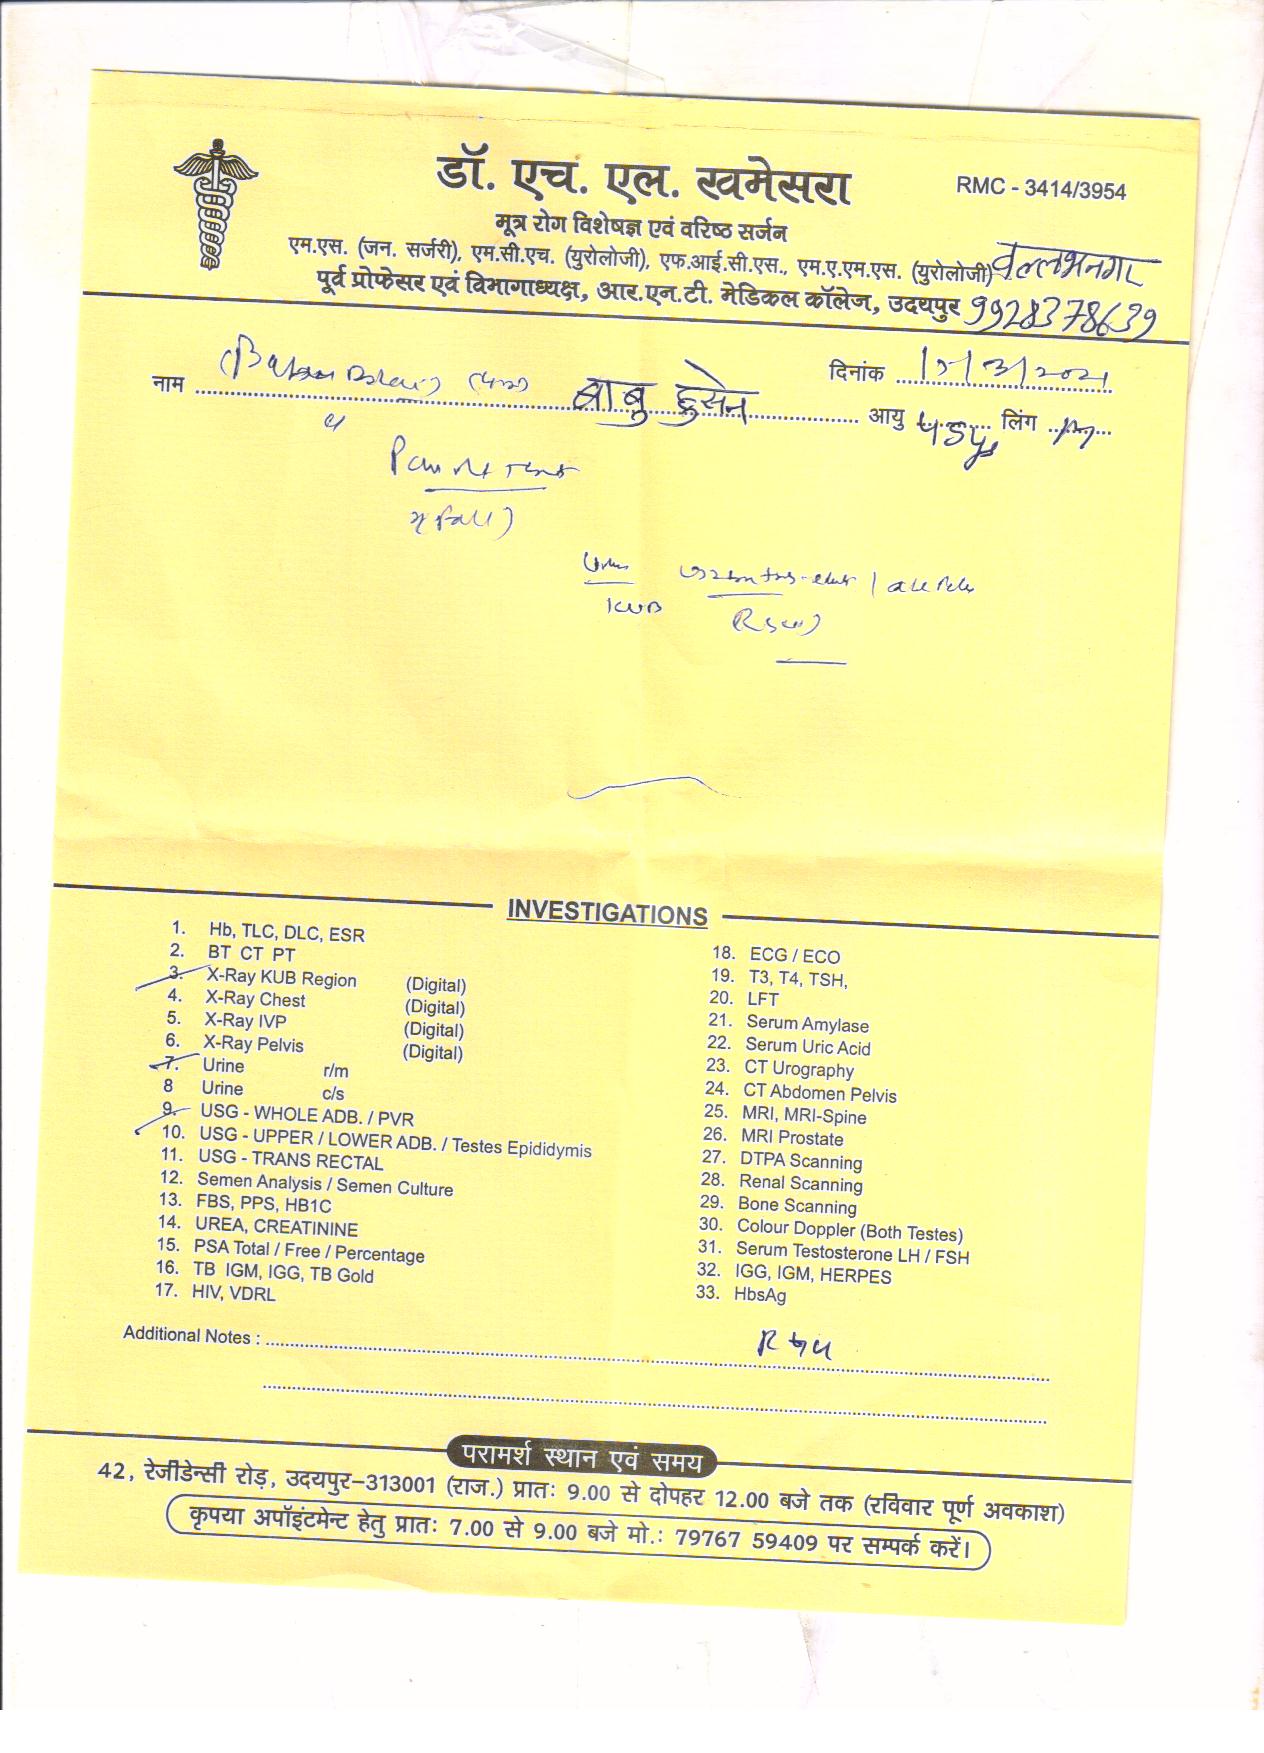 डॉ. एच. एल. खमेसरा
RMC - 3414/3954
मूत्र रोग विशेषज्ञ एवं वरिष्ठ सर्जन
एम.एस. (जन. सर्जरी), एम.सी.एच. (युरोलोजी), एफ.आई.सी.एस., एम.ए.एम.एस. (युरोलोजी) वल्लभनगर
पूर्व प्रोफेसर एवं विभागाध्यक्ष, आर.एन.टी. मेडिकल कॉलेज, उदयपुर 9928378639
दिनांक
नाम बाबु हुसेन आयु लिंग M
KUB
INVESTIGATIONS
1. Hb, TLC, DLC, ESR
2. BT CT PT
3. X-Ray KUB Region (Digital)
4. X-Ray Chest (Digital)
5. X-Ray IVP (Digital)
6. X-Ray Pelvis (Digital)
7. Urine r/m
8 Urine c/s
9. USG - WHOLE ADB. / PVR
10. USG - UPPER / LOWER ADB. / Testes Epididymis
11. USG - TRANS RECTAL
12. Semen Analysis / Semen Culture
13. FBS, PPS, HB1C
14. UREA, CREATININE
15. PSA Total / Free / Percentage
16. TB IGM, IGG, TB Gold
17. HIV, VDRL
18. ECG / ECO
19. T3, T4, TSH,
20. LFT
21. Serum Amylase
22. Serum Uric Acid
23. CT Urography
24. CT Abdomen Pelvis
25. MRI, MRI-Spine
26. MRI Prostate
27. DTPA Scanning
28. Renal Scanning
29. Bone Scanning
30. Colour Doppler (Both Testes)
31. Serum Testosterone LH / FSH
32. IGG, IGM, HERPES
33. HbsAg
Additional Notes :
परामर्श स्थान एवं समय
42, रेजीडेन्सी रोड़, उदयपुर-313001 (राज.) प्रातः 9.00 से दोपहर 12.00 बजे तक (रविवार पूर्ण अवकाश)
कृपया अपॉइंटमेन्ट हेतु प्रातः 7.00 से 9.00 बजे मो.: 79767 59409 पर सम्पर्क करें।